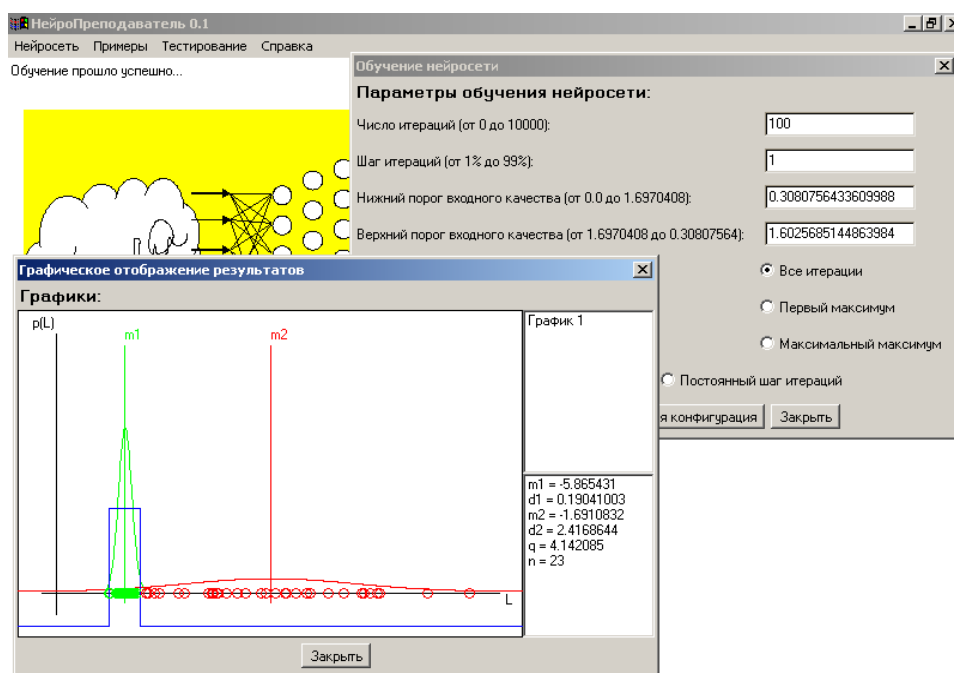 НейроПреподаватель 0.1
Нейросеть Примеры Тестирование Справка
Обучение прошло успешно...
Обучение нейросети
Параметры обучения нейросети:
Число итераций (от 0 до 10000):
100
Шаг итераций (от 1% до 99%):
1
Нижний порог входного качества (от 0.0 до 1.6970408):
0.3080756433609988
Верхний порог входного качества (от 1.6970408 до 0.30807564):
1.6025685144863984
Все итерации
Первый максимум
Максимальный максимум
Постоянный шаг итераций
я конфигурация
Закрыть
Графическое отображение результатов
Графики:
p(L)
m1
m2
L
График 1
m1 = -5.865431
d1 = 0.19041003
m2 = -1.6910832
d2 = 2.4168644
q = 4.142085
n = 23
Закрыть